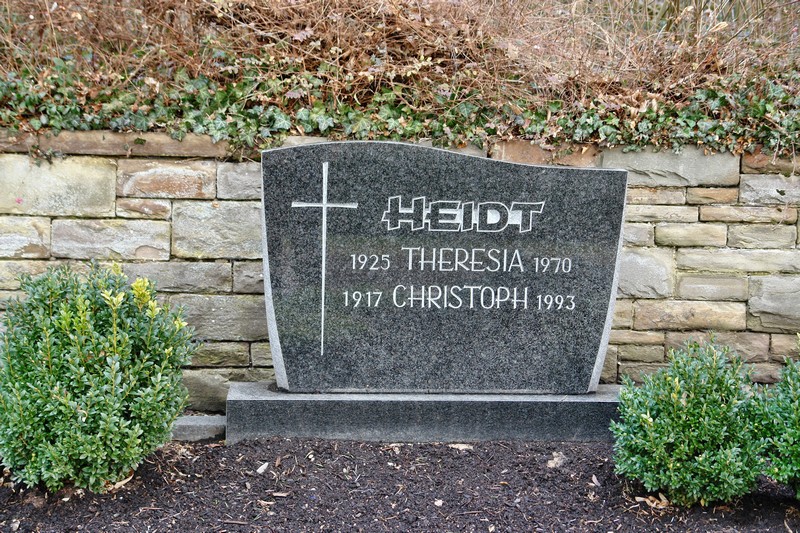 HEIDT
1925 THERESIA 1970
1917 CHRISTOPH 1993